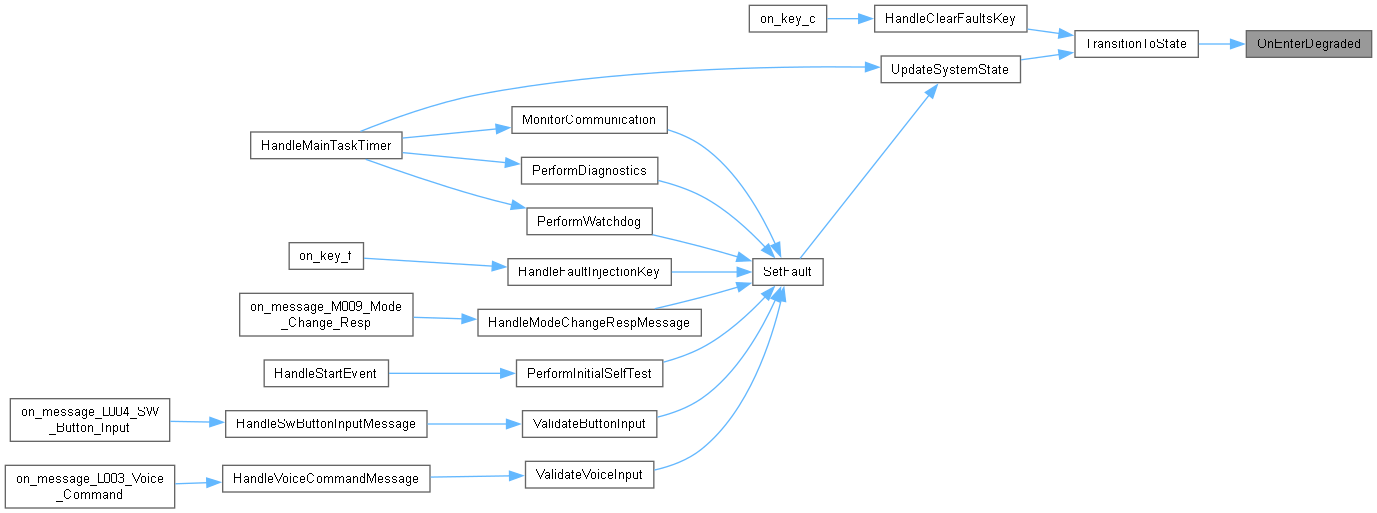 on_key_c
HandleClearFaultsKey
TransitionToState
OnEnterDegraded
UpdateSystemState
MonitorCommunication
HandleMainTaskTimer
PerformDiagnostics
PerformWatchdog
on_key_f
HandleFaultInjectionKey
SetFault
on_message_M009_Mode
_Change_Resp
HandleModeChangeRespMessage
HandleStartEvent
PerformInitialSelfTest
on_message_L004_SW
_Button_Input
HandleSwButtonInputMessage
ValidateButtonInput
on_message_L003_Voice
_Command
HandleVoiceCommandMessage
ValidateVoiceInput